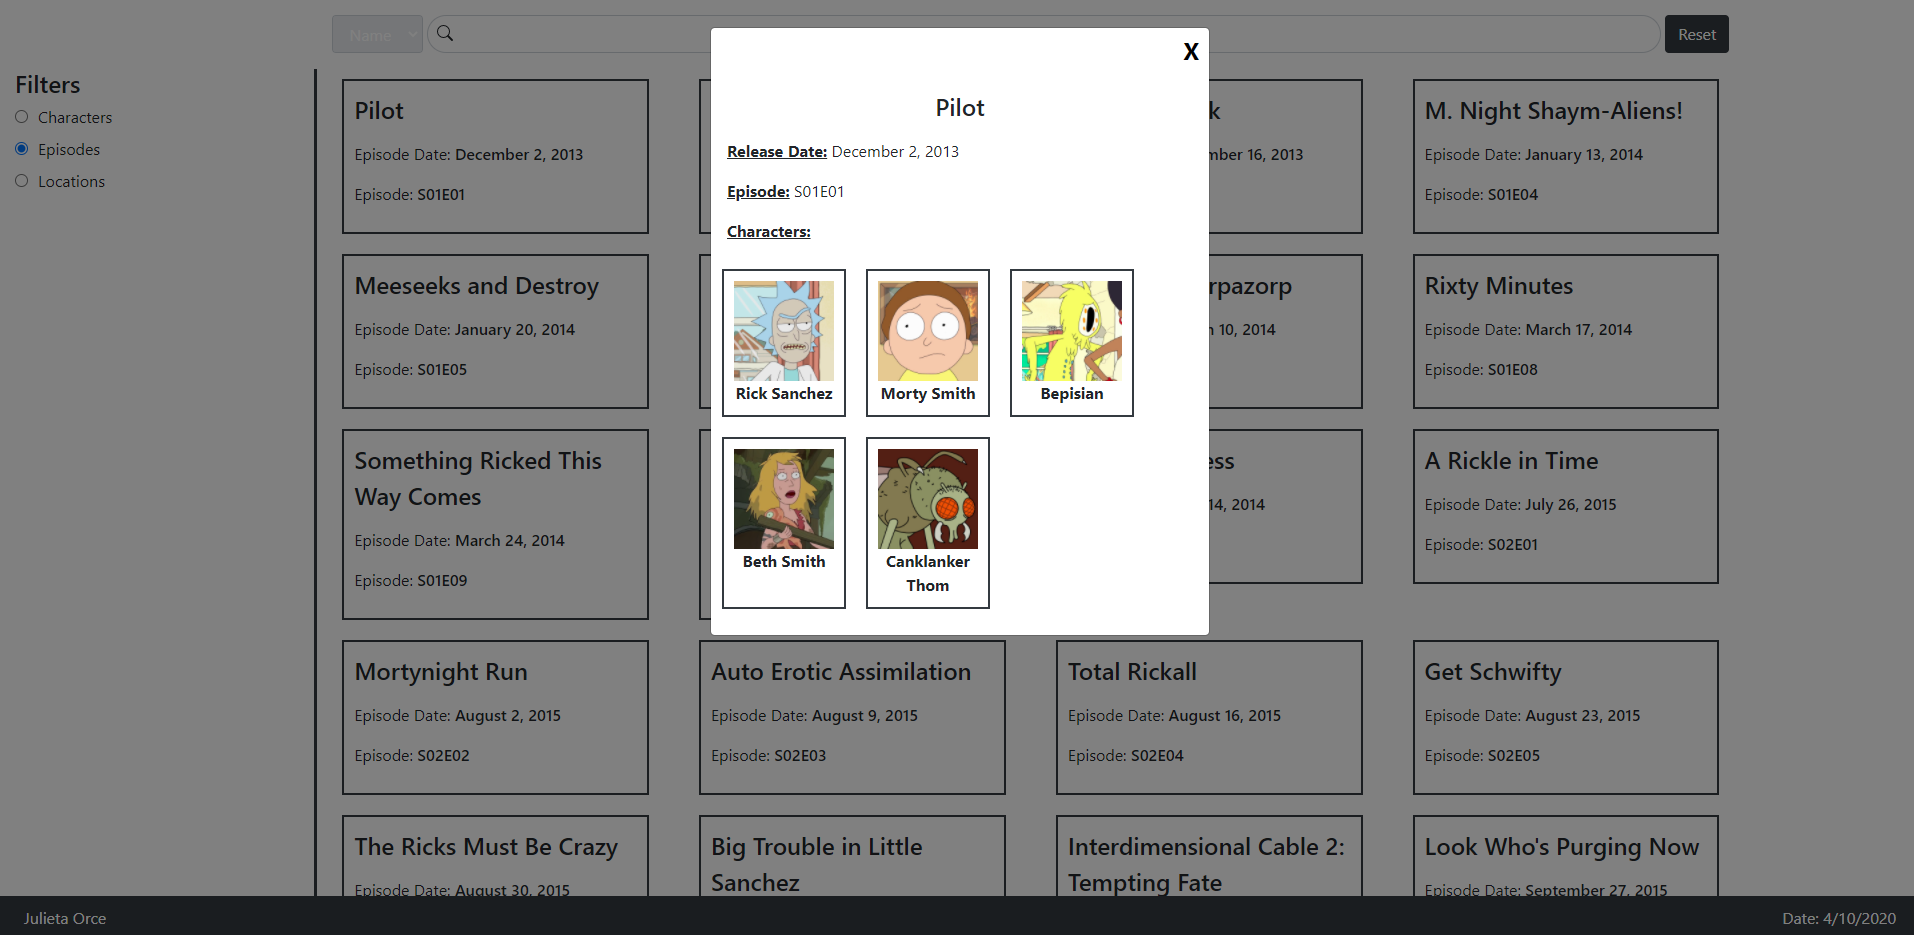 Name
Reset
Filters
Characters
Episodes
Locations
X
Pilot
Release Date: December 2, 2013
Episode: S01E01
Characters:
Rick Sanchez
Morty Smith
Bepisian
Beth Smith
Canklanker
Thom
Pilot
Episode Date: December 2, 2013
Episode: S01E01
k
mber 16, 2013
M. Night Shaym-Aliens!
Episode Date: January 13, 2014
Episode: S01E04
Meeseeks and Destroy
Episode Date: January 20, 2014
Episode: S01E05
rpazorp
10, 2014
Rixty Minutes
Episode Date: March 17, 2014
Episode: S01E08
Something Ricked This
Way Comes
Episode Date: March 24, 2014
Episode: S01E09
ess
14, 2014
A Rickle in Time
Episode Date: July 26, 2015
Episode: S02E01
Mortynight Run
Episode Date: August 2, 2015
Episode: S02E02
Auto Erotic Assimilation
Episode Date: August 9, 2015
Episode: S02E03
Total Rickall
Episode Date: August 16, 2015
Episode: S02E04
Get Schwifty
Episode Date: August 23, 2015
Episode: S02E05
The Ricks Must Be Crazy
Episode Date: August 30, 2015
Big Trouble in Little
Sanchez
Interdimensional Cable 2:
Tempting Fate
Look Who's Purging Now
Episode Date: September 27, 2015
Julieta Orce
Date: 4/10/2020